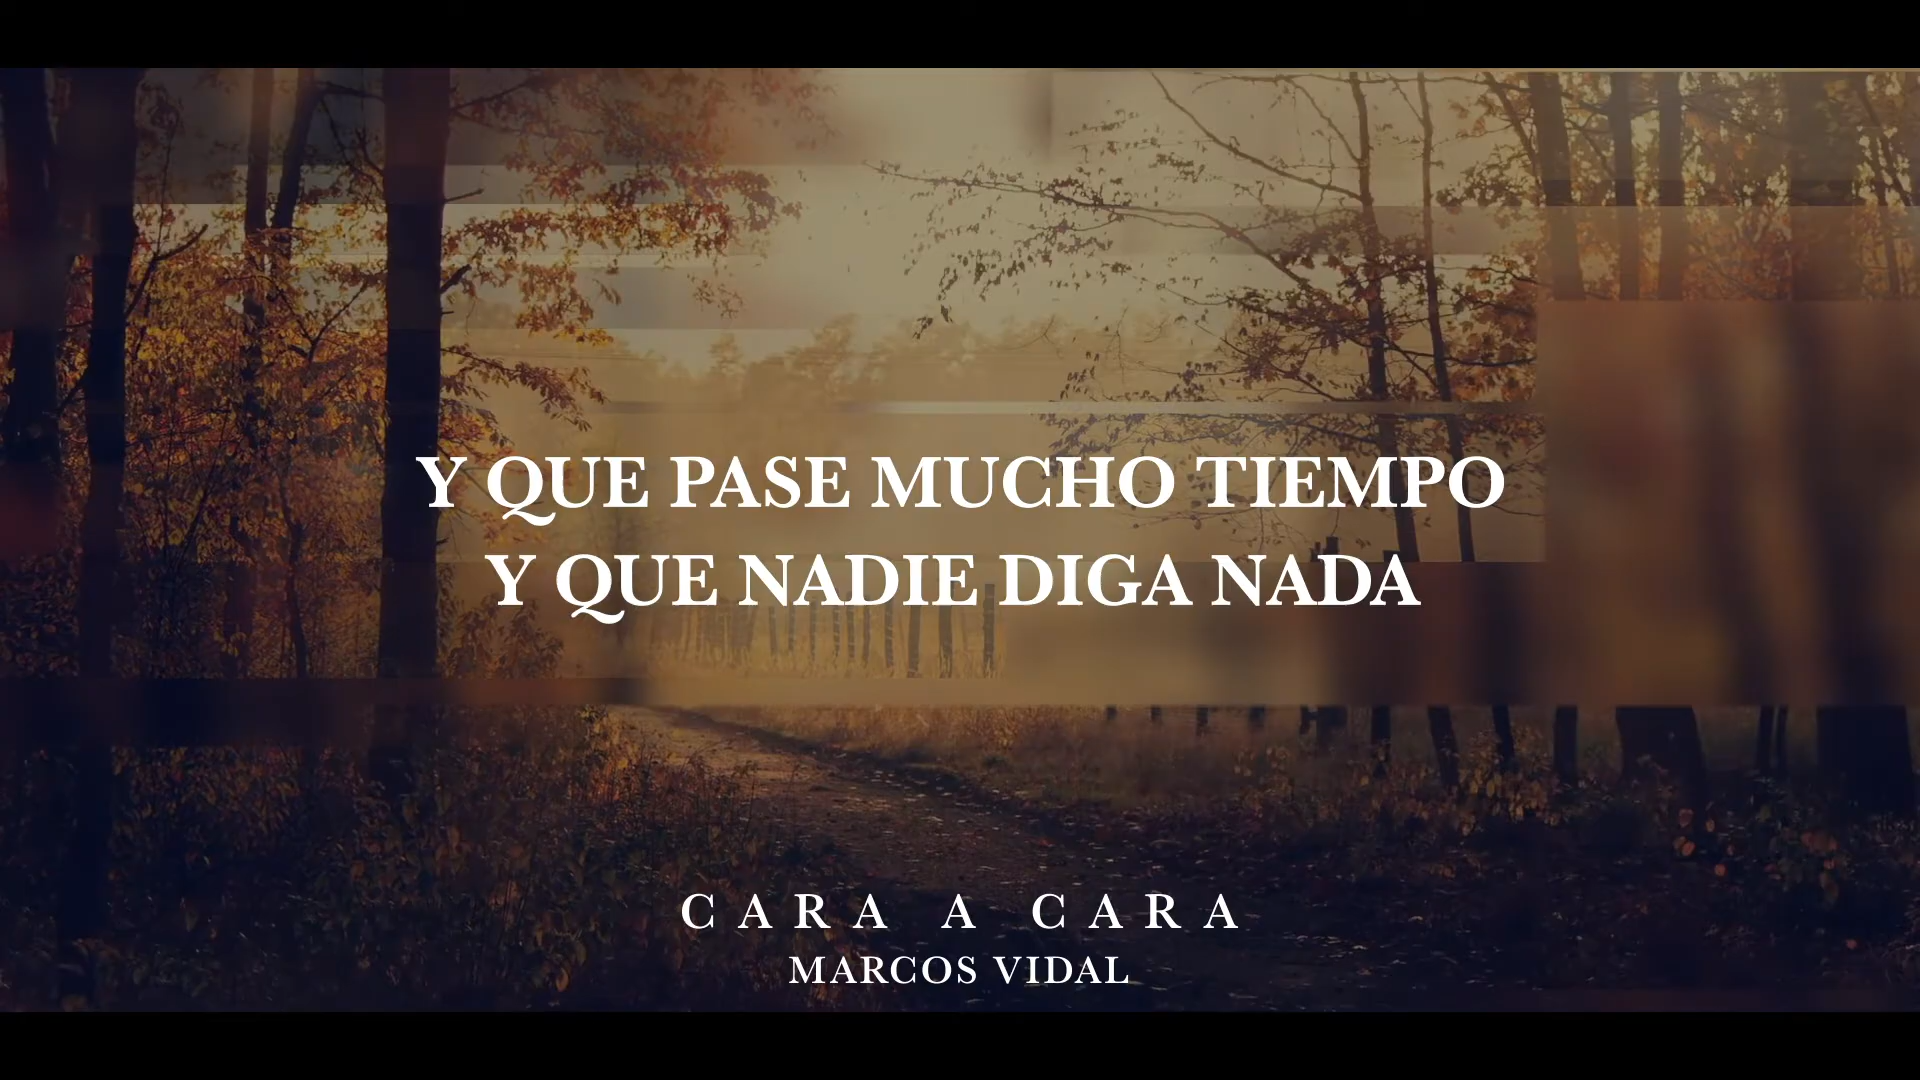 Y QUE PASE MUCHO TIEMPO
Y QUE NADIE DIGA NADA
CARA A CARA
MARCOS VIDAL